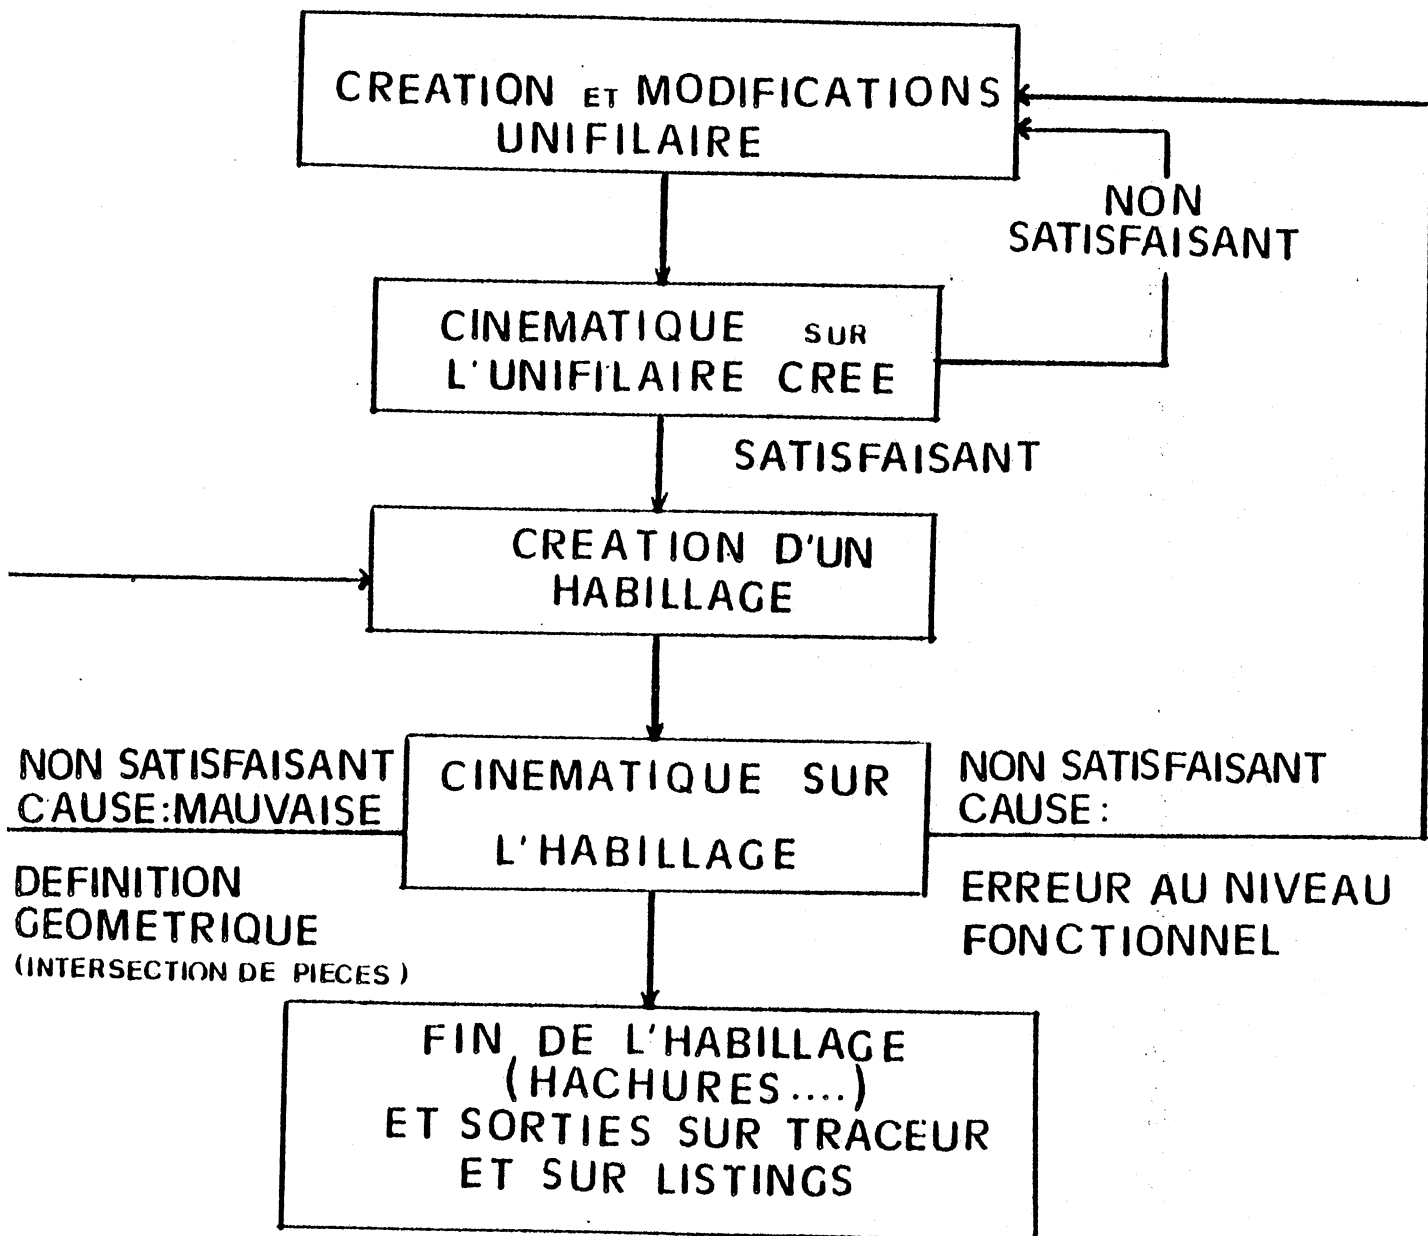 CREATION ET MODIFICATIONS
UNIFILAIRE
NON
SATISFAISANT
CINEMATIQUE SUR
L'UNIFILAIRE CREE
SATISFAISANT
CREATION D'UN
HABILLAGE
NON SATISFAISANT
CAUSE:MAUVAISE
DEFINITION
GEOMETRIQUE
(INTERSECTION DE PIECES)
CINEMATIQUE SUR
L'HABILLAGE
NON SATISFAISANT
CAUSE:
ERREUR AU NIVEAU
FONCTIONNEL
FIN DE L'HABILLAGE
(HACHURES....)
ET SORTIES SUR TRACEUR
ET SUR LISTINGS